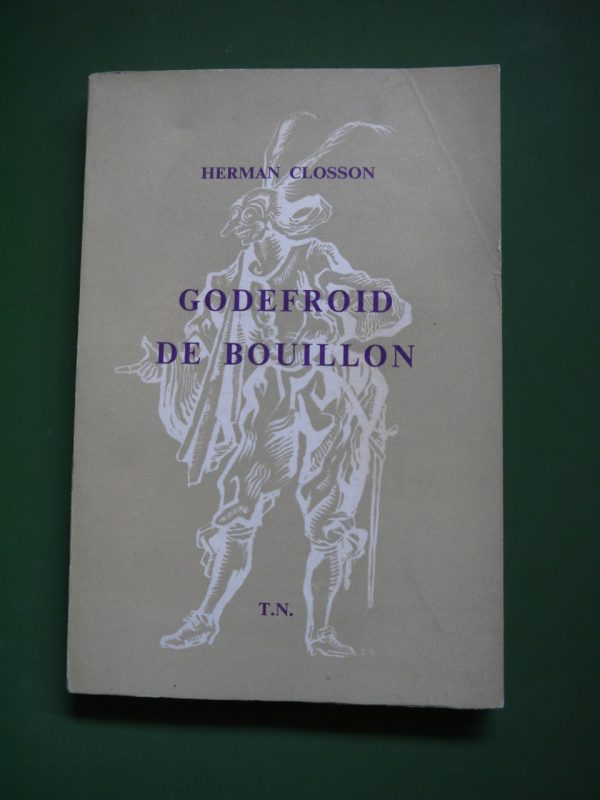 HERMAN CLOSSON
GODEFROID
DE BOUILLON
T.N.